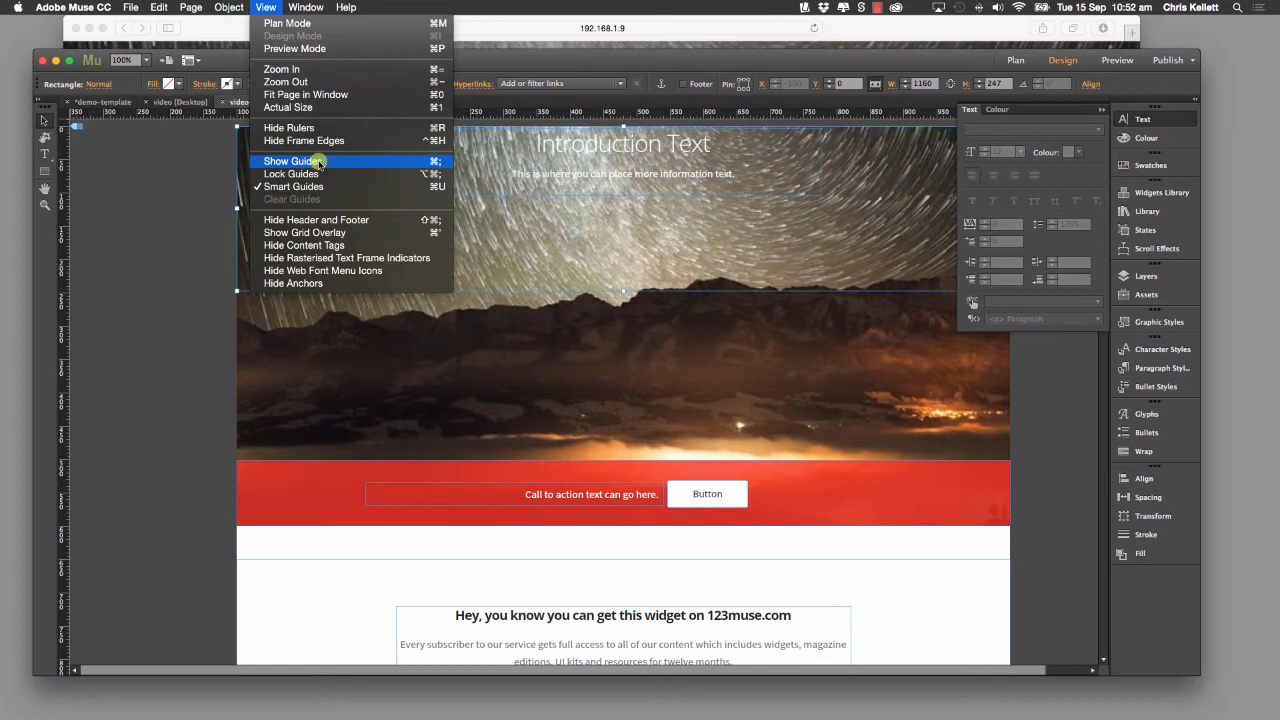 Adobe Muse CC File Edit Page Object View Window Help Tue 15 Sep 10:52 am Chris Kellett
192.168.1.9
Mu 100% Plan Design Preview Publish
Rectangle: Normal Fill: Stroke: Hyperlinks: Add or filter links Footer Pin: X: Y: 0 W: 1160 H: 247 Align
*demo-template × video [Desktop] × video
Plan Mode ⌘M
Design Mode ⌘L
Preview Mode ⌘P
Zoom In ⌘=
Zoom Out ⌘-
Fit Page in Window ⌘0
Actual Size ⌘1
Hide Rulers ⌘R
Hide Frame Edges ⌃⌘H
Show Guides ⌘;
Lock Guides ⌥⌘;
✓ Smart Guides ⌘U
Clear Guides
Hide Header and Footer ⇧⌘;
Show Grid Overlay ⌘'
Hide Content Tags
Hide Rasterised Text Frame Indicators
Hide Web Font Menu Icons
Hide Anchors
Introduction Text
This is where you can place more information text.
Call to action text can go here.
Button
Hey, you know you can get this widget on 123muse.com
Every subscriber to our service gets full access to all of our content which includes widgets, magazine
editions, UI kits and resources for twelve months.
Text Colour
12 Colour:
120%
0
<p> Paragraph
Text
Colour
Swatches
Widgets Library
Library
States
Scroll Effects
Layers
Assets
Graphic Styles
Character Styles
Paragraph Styl...
Bullet Styles
Glyphs
Bullets
Wrap
Align
Spacing
Transform
Stroke
Fill